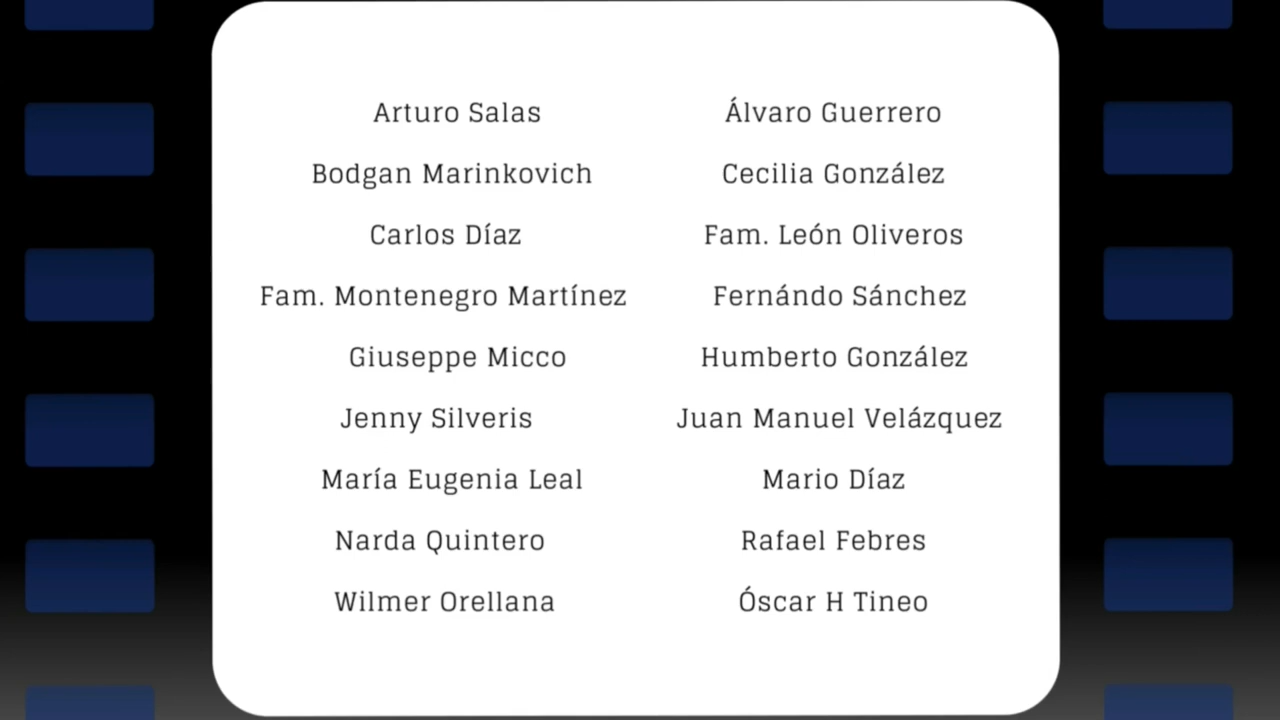 Arturo Salas
Bodgan Marinkovich
Carlos Díaz
Fam. Montenegro Martínez
Giuseppe Micco
Jenny Silveris
María Eugenia Leal
Narda Quintero
Wilmer Orellana
Álvaro Guerrero
Cecilia González
Fam. León Oliveros
Fernándo Sánchez
Humberto González
Juan Manuel Velázquez
Mario Díaz
Rafael Febres
Óscar H Tineo